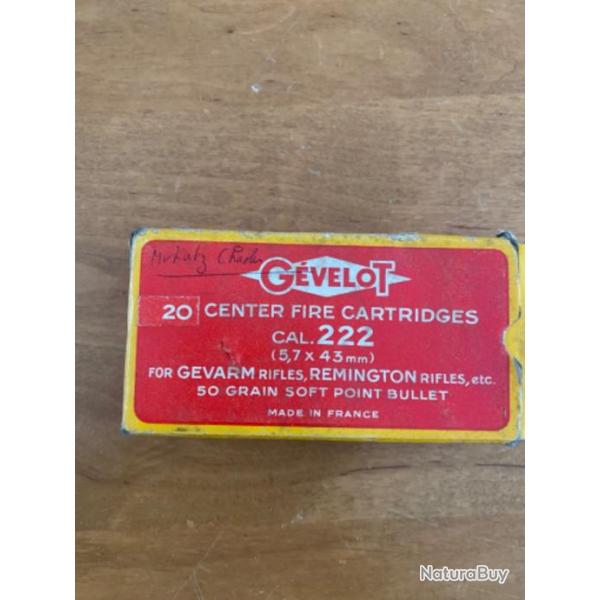 GÉVELOT
20 CENTER FIRE CARTRIDGES
CAL. 222
(5,7 x 43 mm)
FOR GEVARM RIFLES, REMINGTON RIFLES, etc.
50 GRAIN SOFT POINT BULLET
MADE IN FRANCE
NaturaBuy